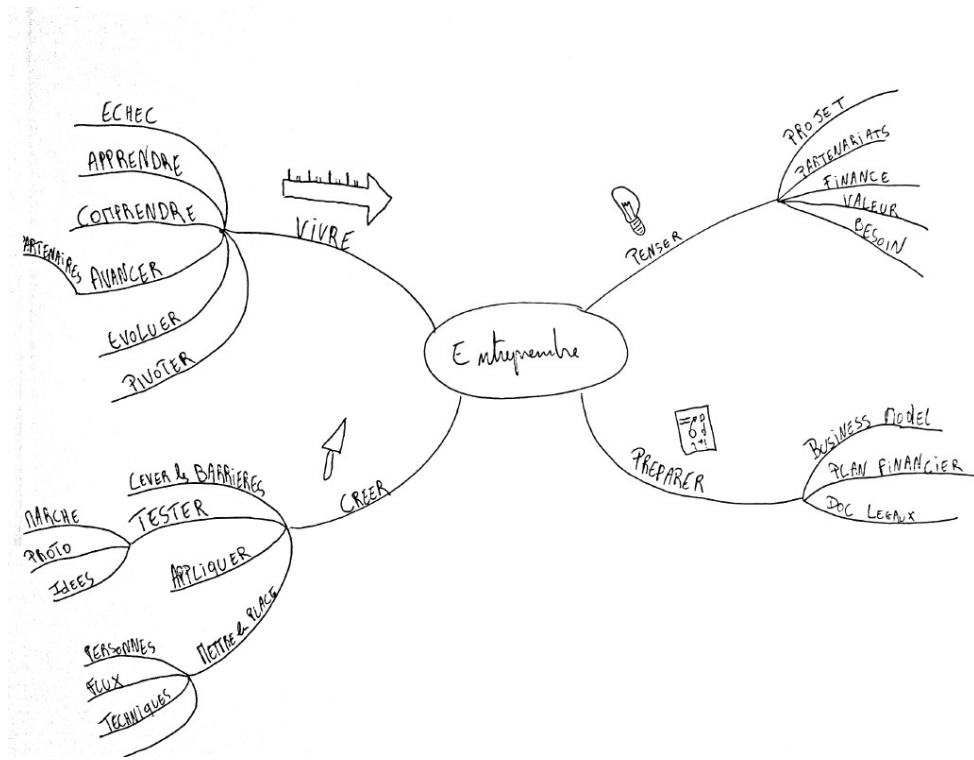 Entreprendre
PENSER
PROJET
PARTENARIATS
FINANCE
VALEUR
BESOIN
PREPARER
BUSINESS MODEL
PLAN FINANCIER
DOC LEGAUX
CREER
LEVER les BARRIERES
TESTER
MARCHE
PROTO
IDEES
APPLIQUER
METTRE en PLACE
PERSONNES
FLUX
TECHNIQUES
VIVRE
ECHEC
APPRENDRE
COMPRENDRE
AVANCER
PARTENAIRES
EVOLUER
PIVOTER